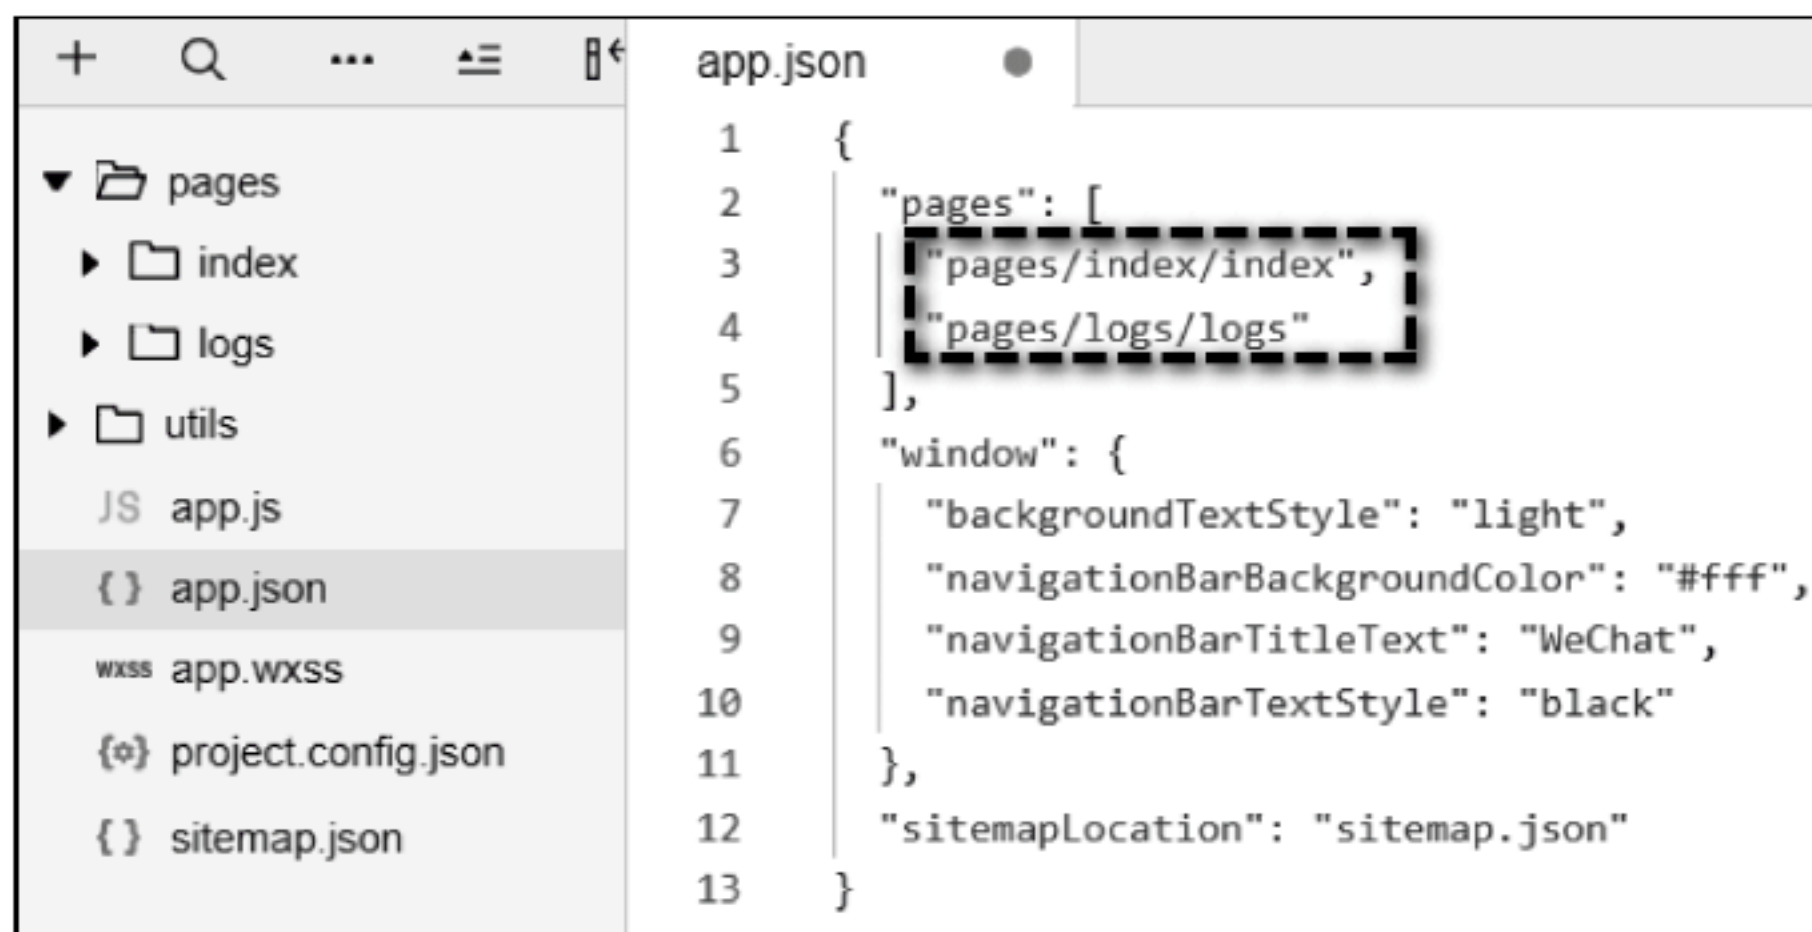 app.json
pages
index
logs
utils
JS app.js
{ } app.json
wxss app.wxss
project.config.json
{ } sitemap.json
1 {
2 "pages": [
3 "pages/index/index",
4 "pages/logs/logs"
5 ],
6 "window": {
7 "backgroundTextStyle": "light",
8 "navigationBarBackgroundColor": "#fff",
9 "navigationBarTitleText": "WeChat",
10 "navigationBarTextStyle": "black"
11 },
12 "sitemapLocation": "sitemap.json"
13 }